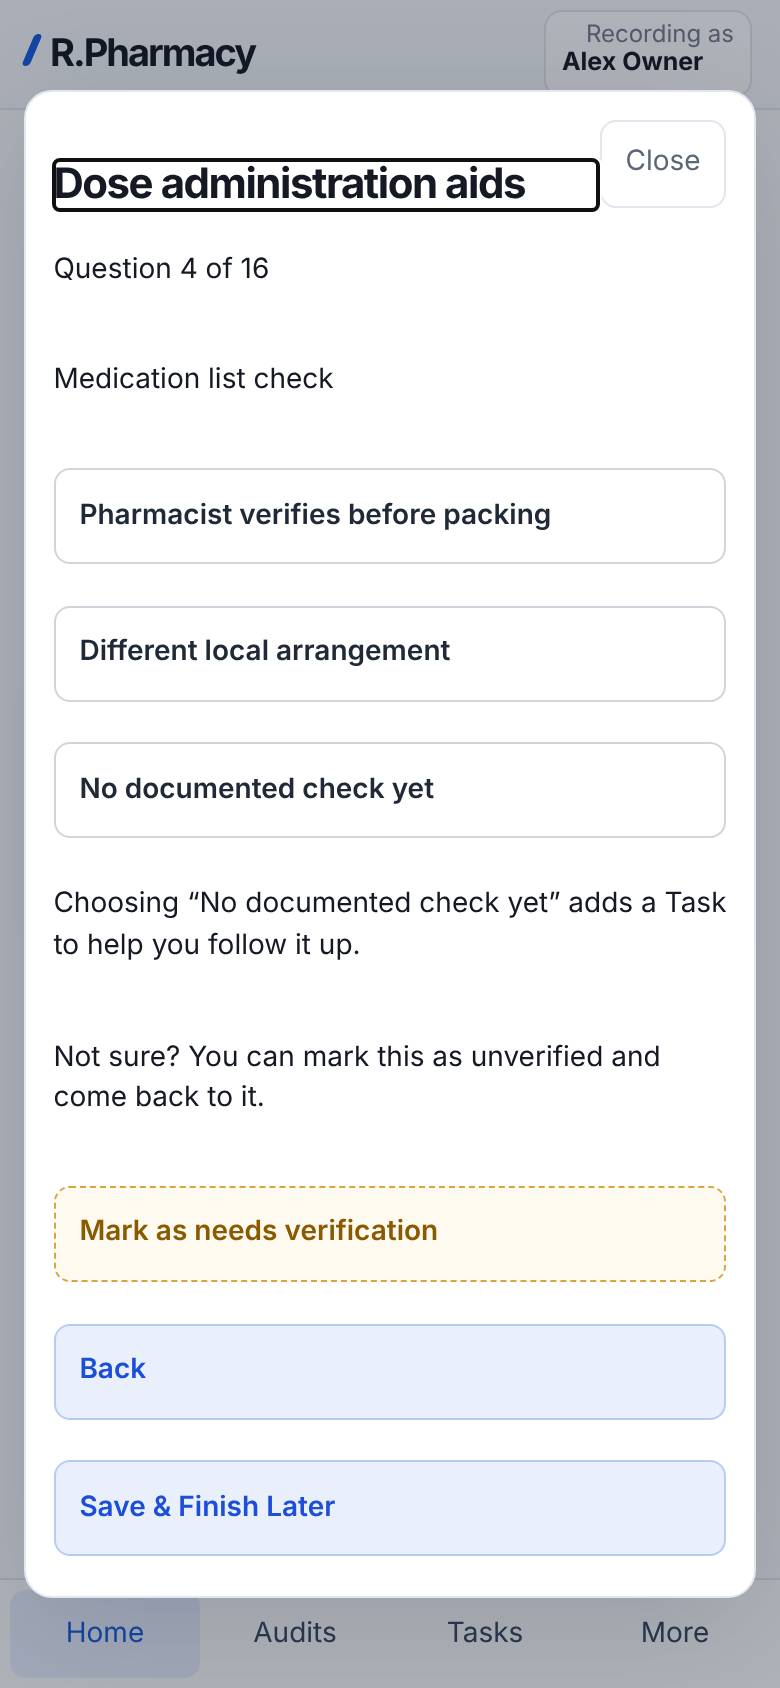 R.Pharmacy
Recording as
Alex Owner
Dose administration aids
Close
Question 4 of 16
Medication list check
Pharmacist verifies before packing
Different local arrangement
No documented check yet
Choosing “No documented check yet” adds a Task
to help you follow it up.
Not sure? You can mark this as unverified and
come back to it.
Mark as needs verification
Back
Save & Finish Later
Home
Audits
Tasks
More